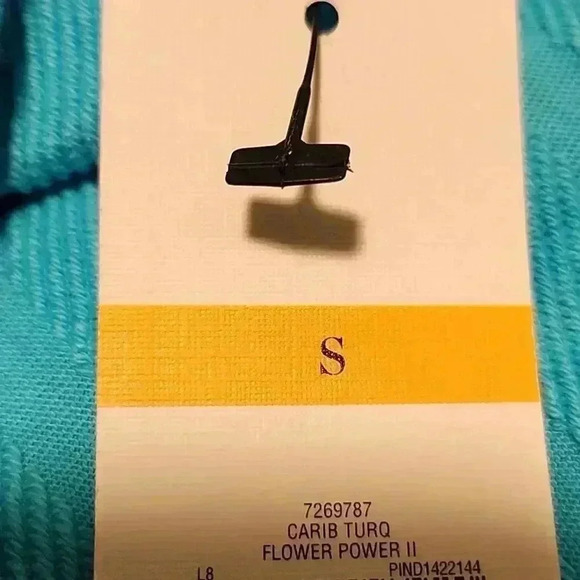 S
7269787
CARIB TURQ
FLOWER POWER II
L8 PIND1422144